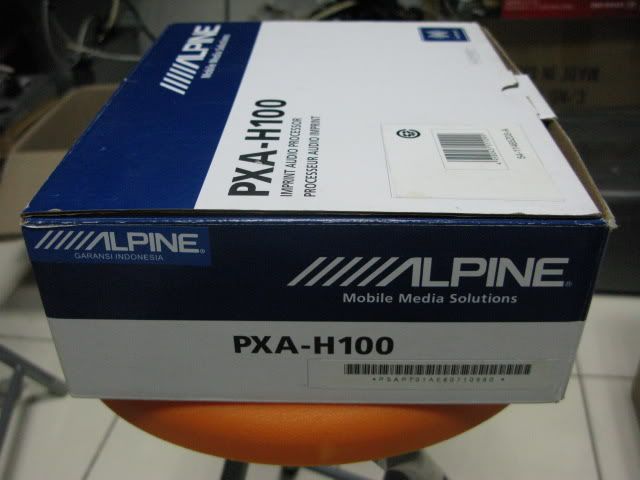 ALPINE
Mobile Media Solutions
PXA-H100
IMPRINT AUDIO PROCESSOR
PROCESSEUR AUDIO IMPRINT
ALPINE
GARANSI INDONESIA
ALPINE
Mobile Media Solutions
PXA-H100